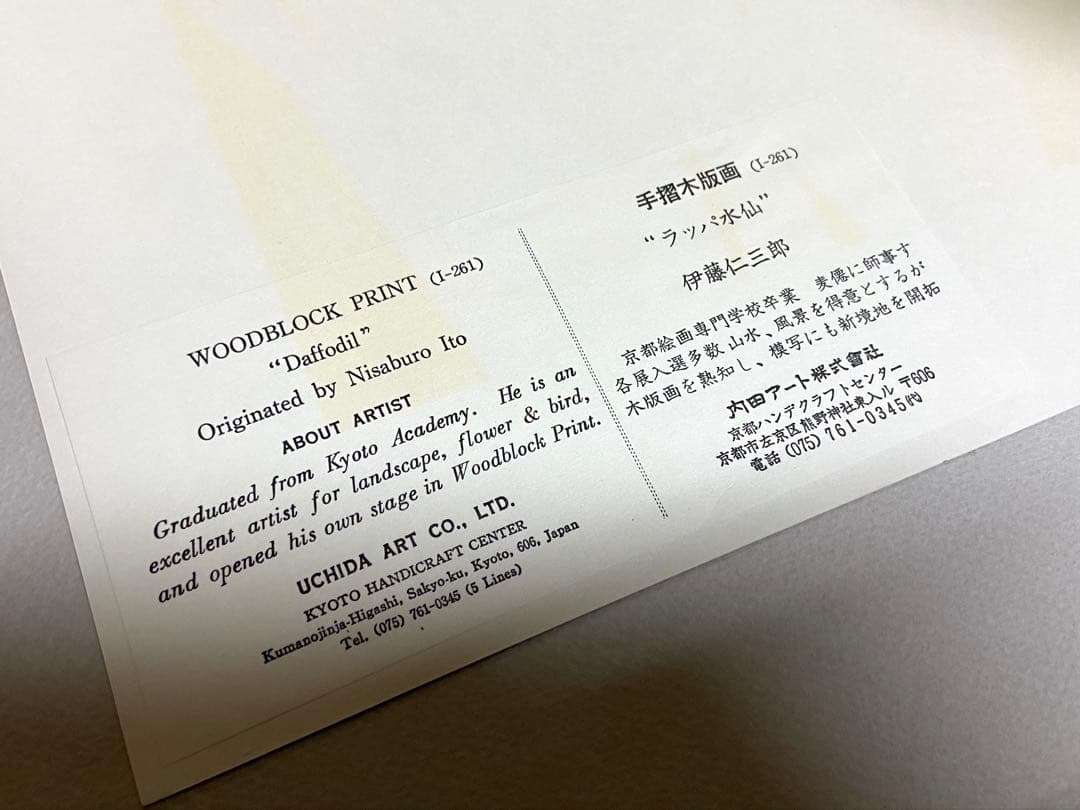 WOODBLOCK PRINT (I-261)
“Daffodil”
Originated by Nisaburo Ito
ABOUT ARTIST
Graduated from Kyoto Academy. He is an
excellent artist for landscape, flower & bird,
and opened his own stage in Woodblock Print.
UCHIDA ART CO., LTD.
KYOTO HANDICRAFT CENTER
Kumanojinja-Higashi, Sakyo-ku, Kyoto, 606, Japan
Tel. (075) 761-0345 (5 Lines)
手摺木版画 (I-261)
“ラッパ水仙”
伊藤仁三郎
京都絵画専門学校卒業 麦僊に師事す
各展入選多数 山水、風景を得意とするが
木版画を熟知し、模写にも新境地を開拓
内田アート株式會社
京都ハンデクラフトセンター
京都市左京区熊野神社東入ル 〒606
電話 (075) 761-0345㈹